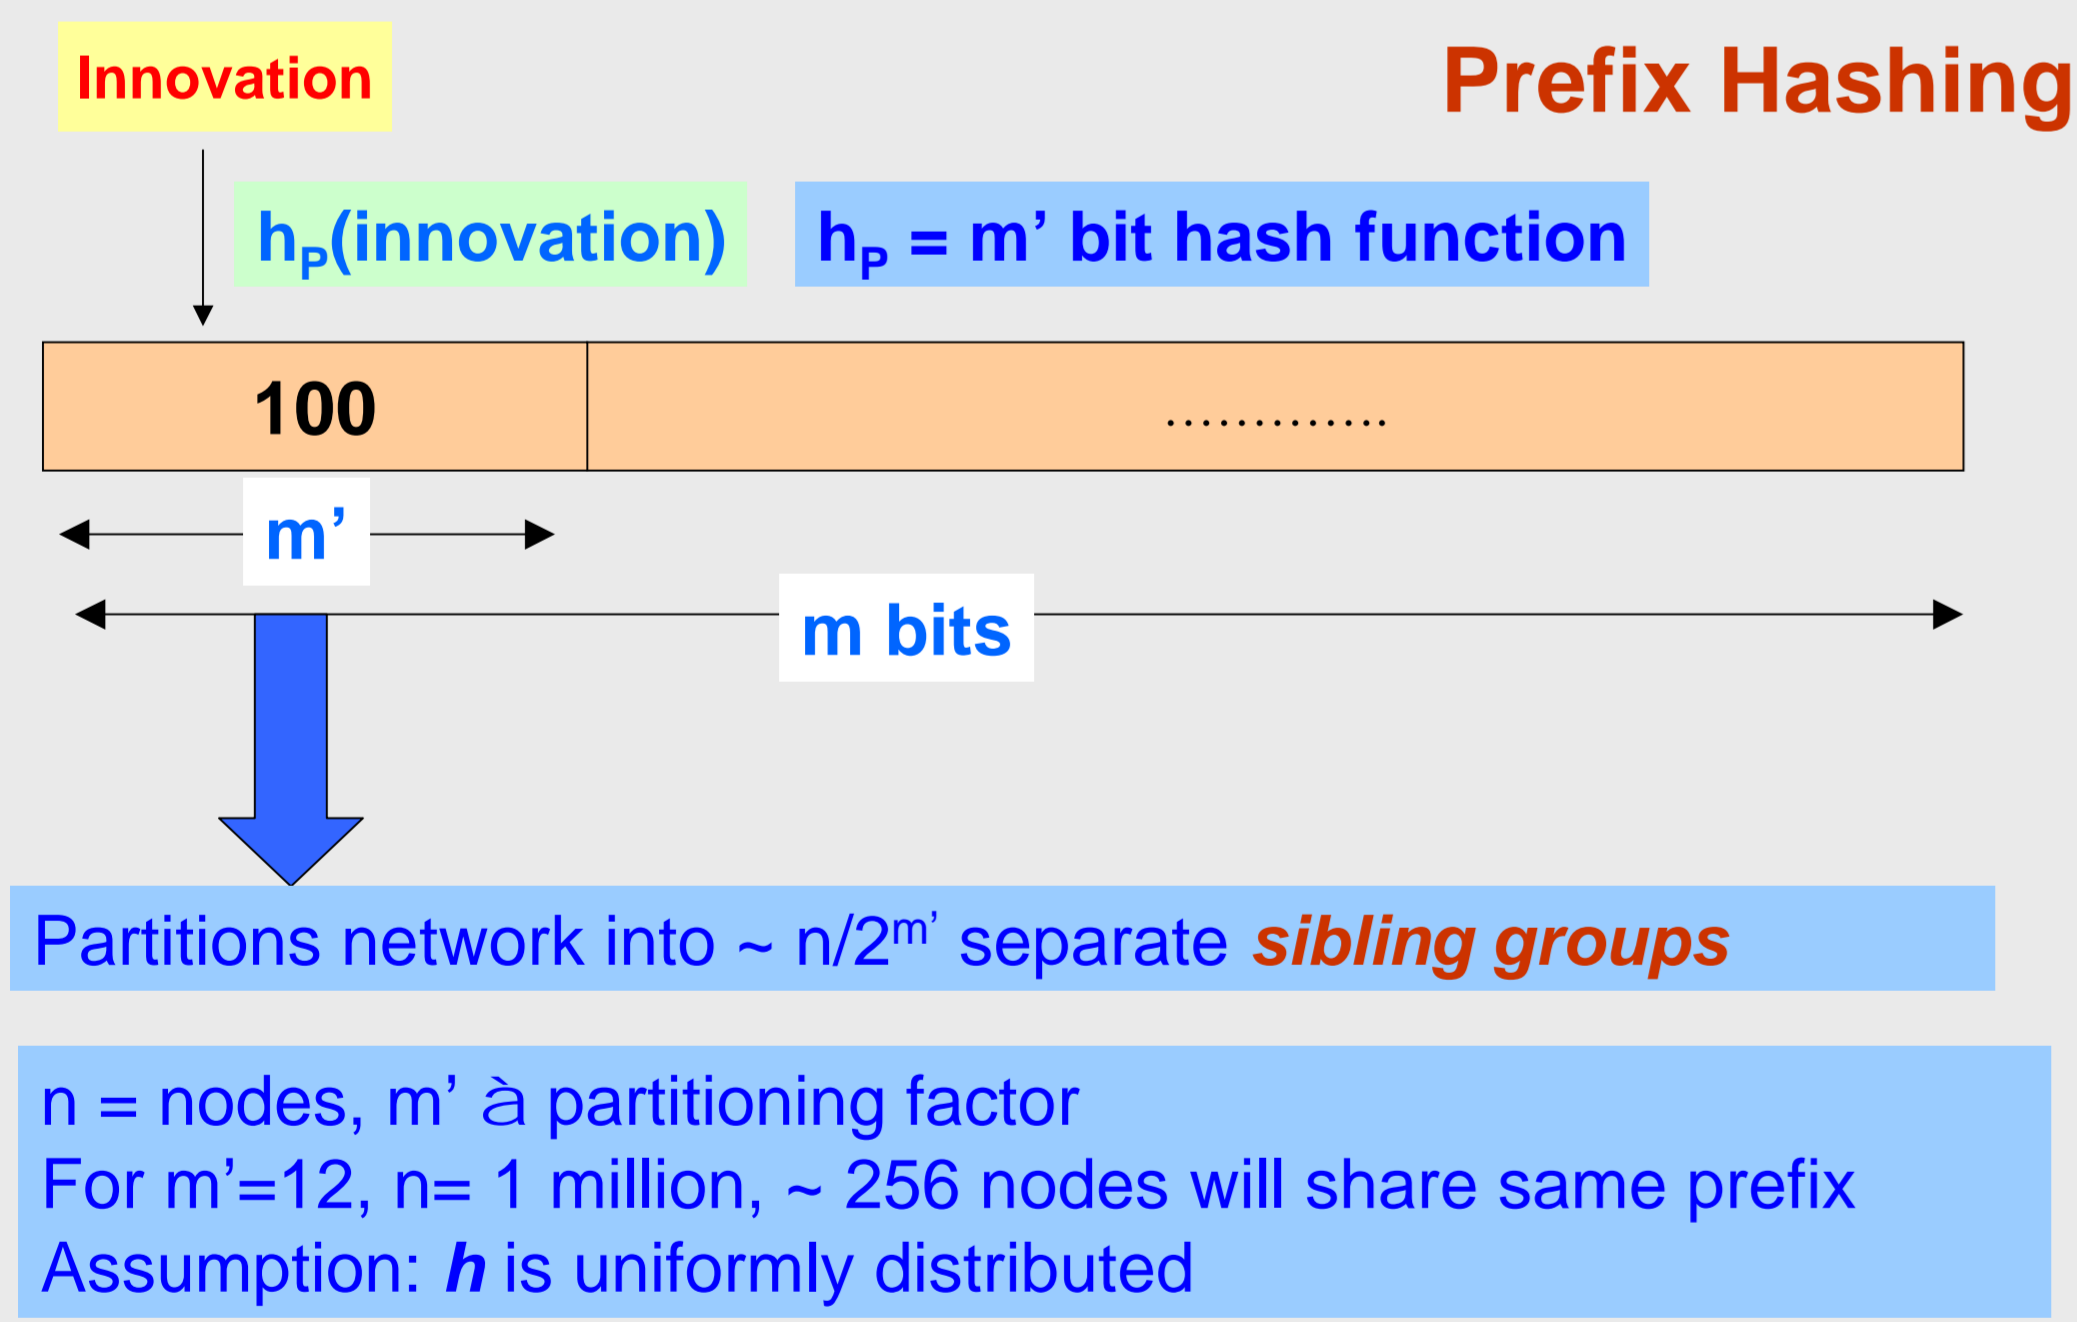 Innovation
Prefix Hashing
hₚ(innovation)
hₚ = m’ bit hash function
100
.............
m’
m bits
Partitions network into ~ n/2ᵐ’ separate sibling groups
n = nodes, m’ à partitioning factor
For m’=12, n= 1 million, ~ 256 nodes will share same prefix
Assumption: h is uniformly distributed